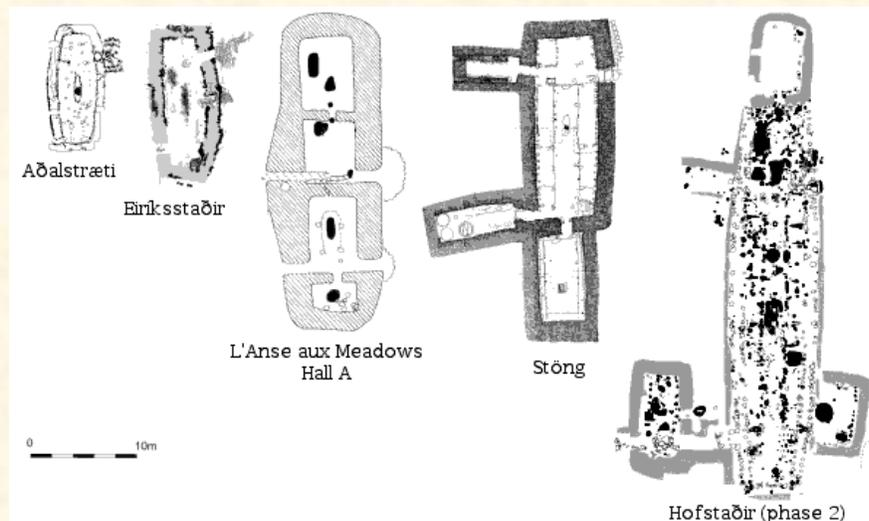 Aðalstræti
Eiríksstaðir
L'Anse aux Meadows
Hall A
Stöng
0 10m
Hofstaðir (phase 2)